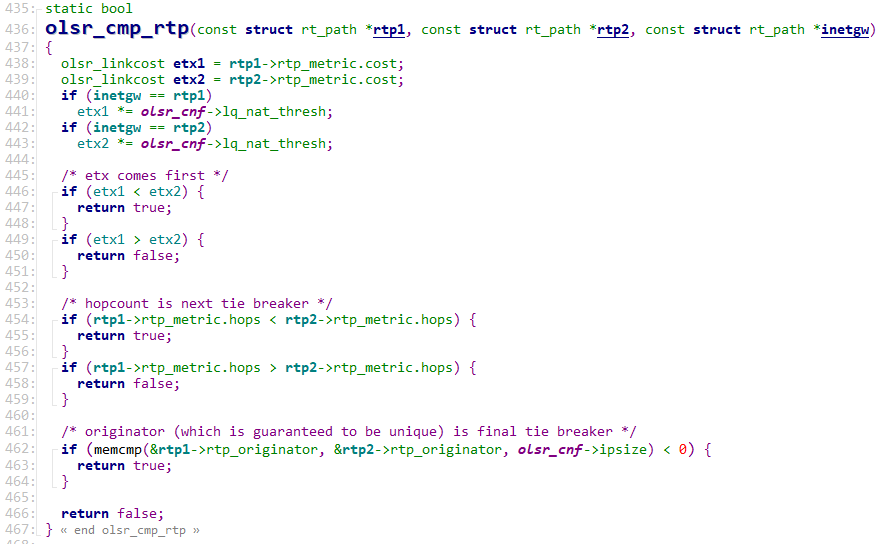 435: static bool
436: olsr_cmp_rtp(const struct rt_path *rtp1, const struct rt_path *rtp2, const struct rt_path *inetgw)
437: {
438:   olsr_linkcost etx1 = rtp1->rtp_metric.cost;
439:   olsr_linkcost etx2 = rtp2->rtp_metric.cost;
440:   if (inetgw == rtp1)
441:     etx1 *= olsr_cnf->lq_nat_thresh;
442:   if (inetgw == rtp2)
443:     etx2 *= olsr_cnf->lq_nat_thresh;
444:
445:   /* etx comes first */
446:   if (etx1 < etx2) {
447:     return true;
448:   }
449:   if (etx1 > etx2) {
450:     return false;
451:   }
452:
453:   /* hopcount is next tie breaker */
454:   if (rtp1->rtp_metric.hops < rtp2->rtp_metric.hops) {
455:     return true;
456:   }
457:   if (rtp1->rtp_metric.hops > rtp2->rtp_metric.hops) {
458:     return false;
459:   }
460:
461:   /* originator (which is guaranteed to be unique) is final tie breaker */
462:   if (memcmp(&rtp1->rtp_originator, &rtp2->rtp_originator, olsr_cnf->ipsize) < 0) {
463:     return true;
464:   }
465:
466:   return false;
467: } « end olsr_cmp_rtp »